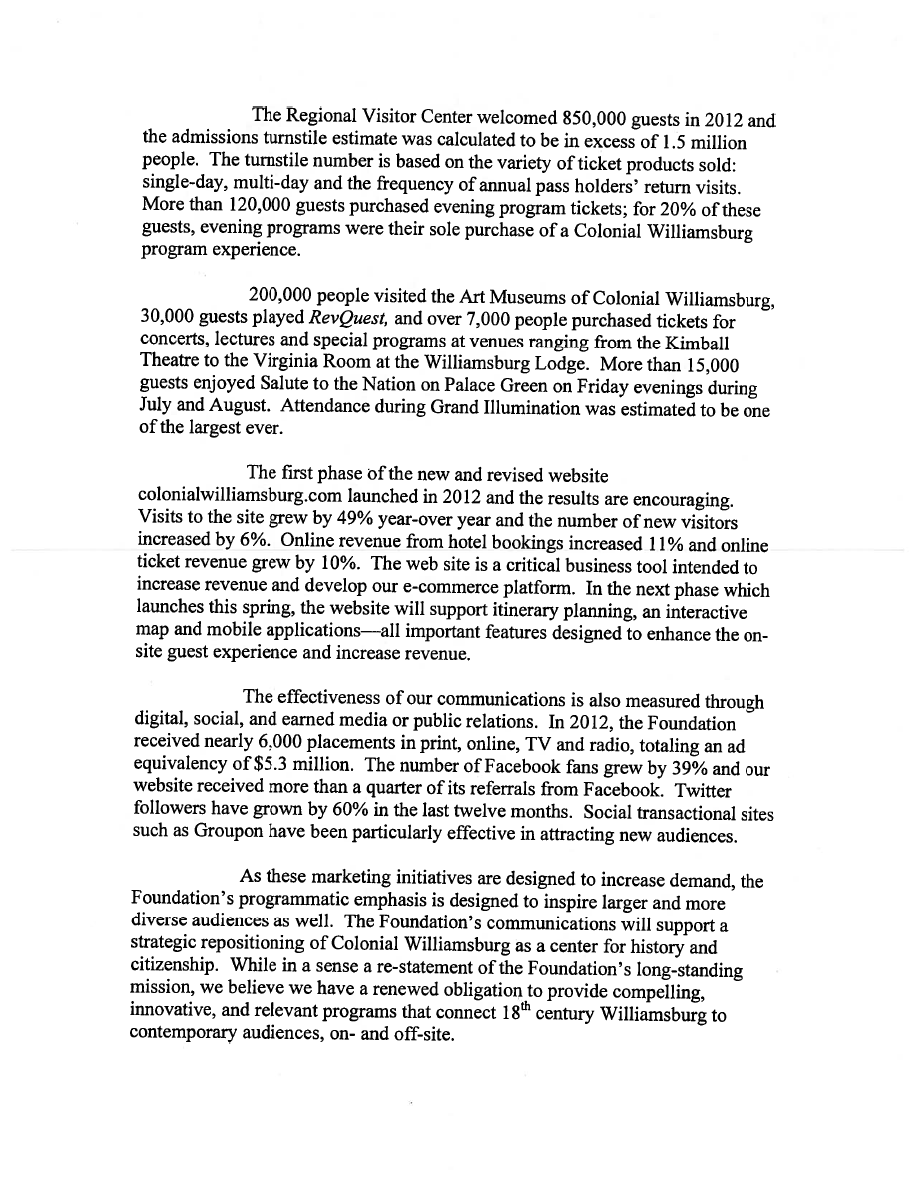 The Regional Visitor Center welcomed 850,000 guests in 2012 and
the admissions turnstile estimate was calculated to be in excess of 1.5 million
people. The turnstile number is based on the variety of ticket products sold:
single-day, multi-day and the frequency of annual pass holders' return visits.
More than 120,000 guests purchased evening program tickets; for 20% of these
guests, evening programs were their sole purchase of a Colonial Williamsburg
program experience.
200,000 people visited the Art Museums of Colonial Williamsburg,
30,000 guests played RevQuest, and over 7,000 people purchased tickets for
concerts, lectures and special programs at venues ranging from the Kimball
Theatre to the Virginia Room at the Williamsburg Lodge. More than 15,000
guests enjoyed Salute to the Nation on Palace Green on Friday evenings during
July and August. Attendance during Grand Illumination was estimated to be one
of the largest ever.
The first phase of the new and revised website
colonialwilliamsburg.com launched in 2012 and the results are encouraging.
Visits to the site grew by 49% year-over year and the number of new visitors
increased by 6%. Online revenue from hotel bookings increased 11% and online
ticket revenue grew by 10%. The web site is a critical business tool intended to
increase revenue and develop our e-commerce platform. In the next phase which
launches this spring, the website will support itinerary planning, an interactive
map and mobile applications—all important features designed to enhance the on-
site guest experience and increase revenue.
The effectiveness of our communications is also measured through
digital, social, and earned media or public relations. In 2012, the Foundation
received nearly 6,000 placements in print, online, TV and radio, totaling an ad
equivalency of $5.3 million. The number of Facebook fans grew by 39% and our
website received more than a quarter of its referrals from Facebook. Twitter
followers have grown by 60% in the last twelve months. Social transactional sites
such as Groupon have been particularly effective in attracting new audiences.
As these marketing initiatives are designed to increase demand, the
Foundation's programmatic emphasis is designed to inspire larger and more
diverse audiences as well. The Foundation's communications will support a
strategic repositioning of Colonial Williamsburg as a center for history and
citizenship. While in a sense a re-statement of the Foundation's long-standing
mission, we believe we have a renewed obligation to provide compelling,
innovative, and relevant programs that connect 18th century Williamsburg to
contemporary audiences, on- and off-site.